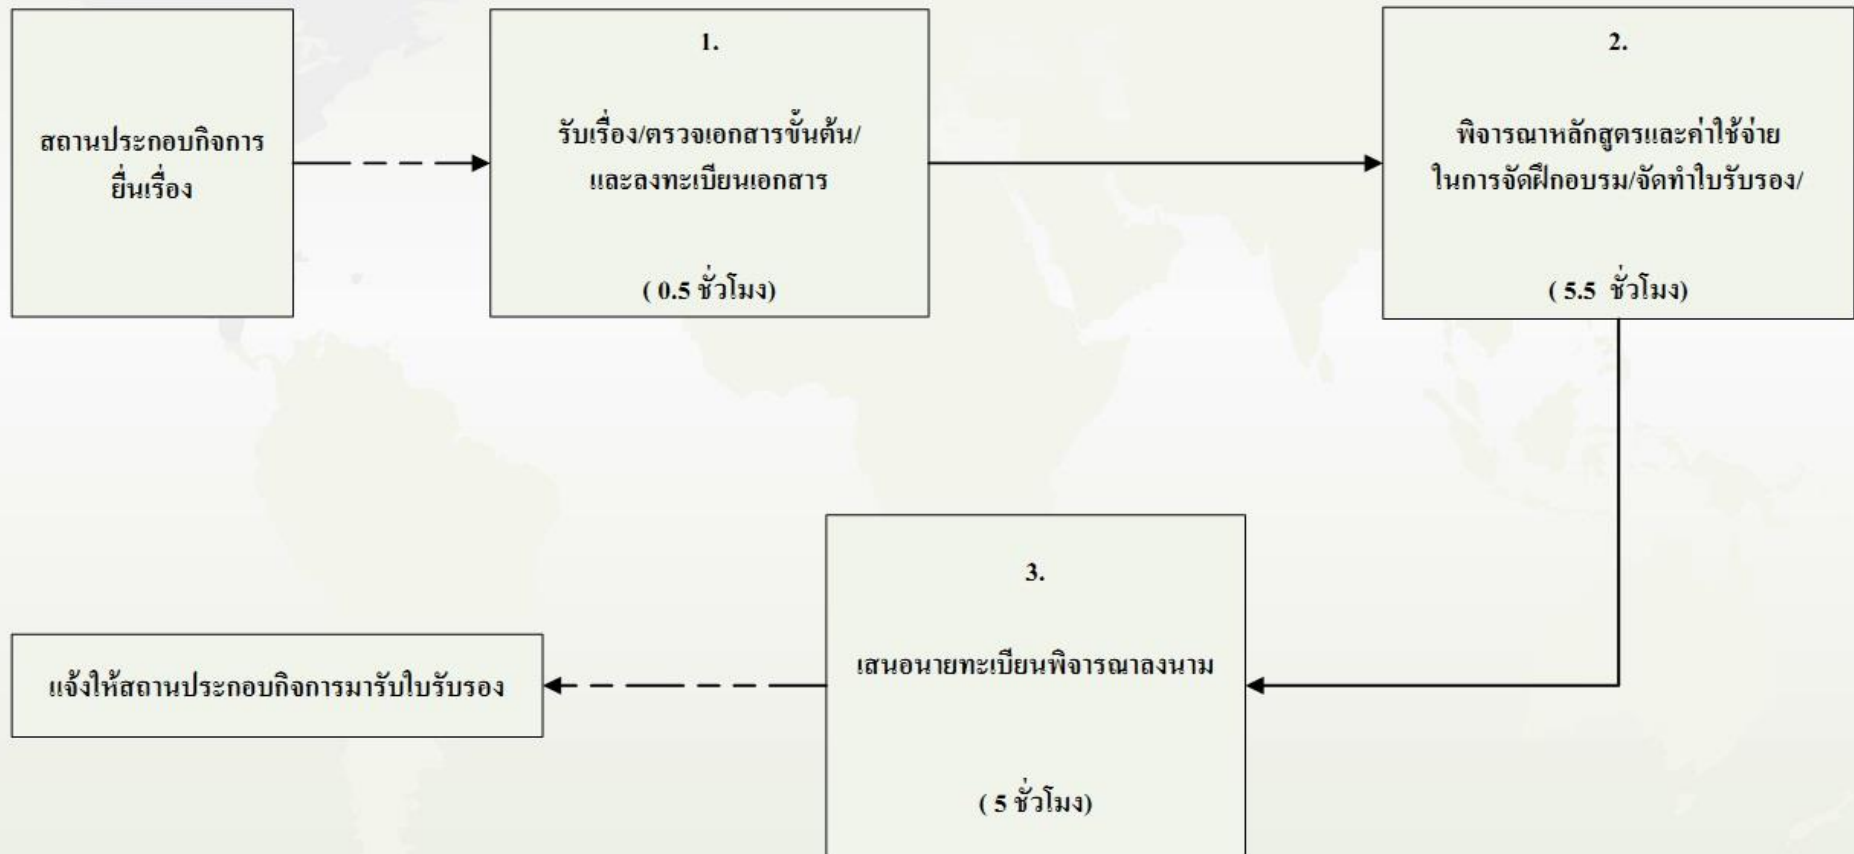 สถานประกอบกิจการ
ยื่นเรื่อง
1.
รับเรื่อง/ตรวจเอกสารขั้นต้น/
และลงทะเบียนเอกสาร
( 0.5 ชั่วโมง)
2.
พิจารณาหลักสูตรและค่าใช้จ่าย
ในการจัดฝึกอบรม/จัดทำใบรับรอง/
( 5.5 ชั่วโมง)
3.
เสนอนายทะเบียนพิจารณาลงนาม
( 5 ชั่วโมง)
แจ้งให้สถานประกอบกิจการมารับใบรับรอง